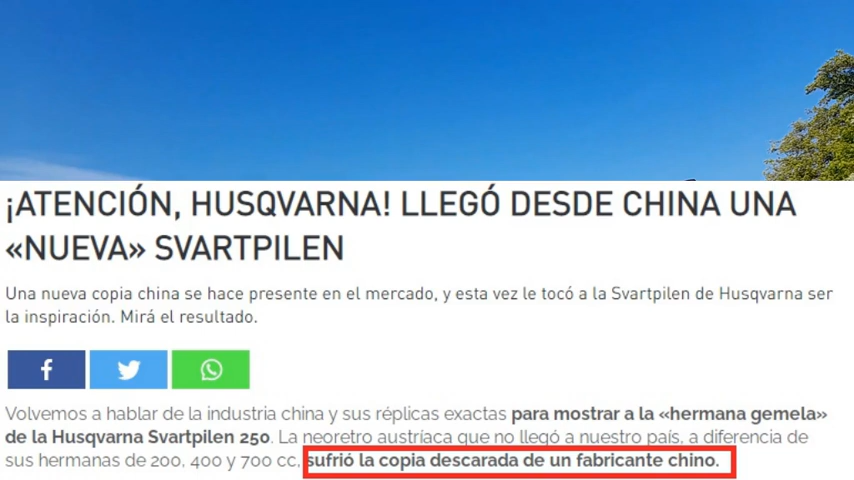 ¡ATENCIÓN, HUSQVARNA! LLEGÓ DESDE CHINA UNA
«NUEVA» SVARTPILEN
Una nueva copia china se hace presente en el mercado, y esta vez le tocó a la Svartpilen de Husqvarna ser
la inspiración. Mirá el resultado.
Volvemos a hablar de la industria china y sus réplicas exactas para mostrar a la «hermana gemela»
de la Husqvarna Svartpilen 250. La neoretro austríaca que no llegó a nuestro país, a diferencia de
sus hermanas de 200, 400 y 700 cc, sufrió la copia descarada de un fabricante chino.